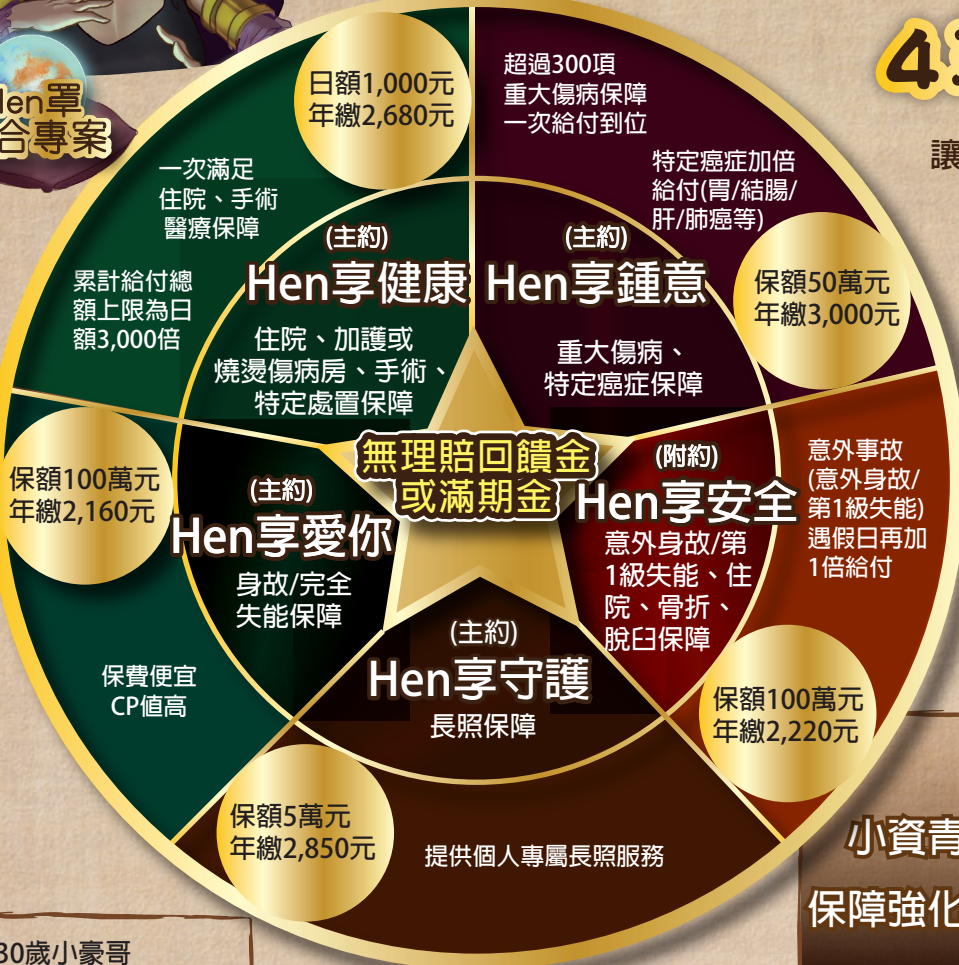 Hen罩
合專案
日額1,000元
年繳2,680元
一次滿足
住院、手術
醫療保障
累計給付總
額上限為日
額3,000倍
(主約)
Hen享健康
住院、加護或
燒燙傷病房、手術、
特定處置保障
超過300項
重大傷病保障
一次給付到位
特定癌症加倍
給付(胃/結腸/
肝/肺癌等)
(主約)
Hen享鍾意
重大傷病、
特定癌症保障
保額50萬元
年繳3,000元
讓
無理賠回饋金
或滿期金
保額100萬元
年繳2,160元
(主約)
Hen享愛你
身故/完全
失能保障
保費便宜
CP值高
(附約)
Hen享安全
意外身故/第
1級失能、住
院、骨折、
脫臼保障
意外事故
(意外身故/
第1級失能)
遇假日再加
1倍給付
保額100萬元
年繳2,220元
(主約)
Hen享守護
長照保障
保額5萬元
年繳2,850元
提供個人專屬長照服務
小資青
保障強化
30歲小豪哥